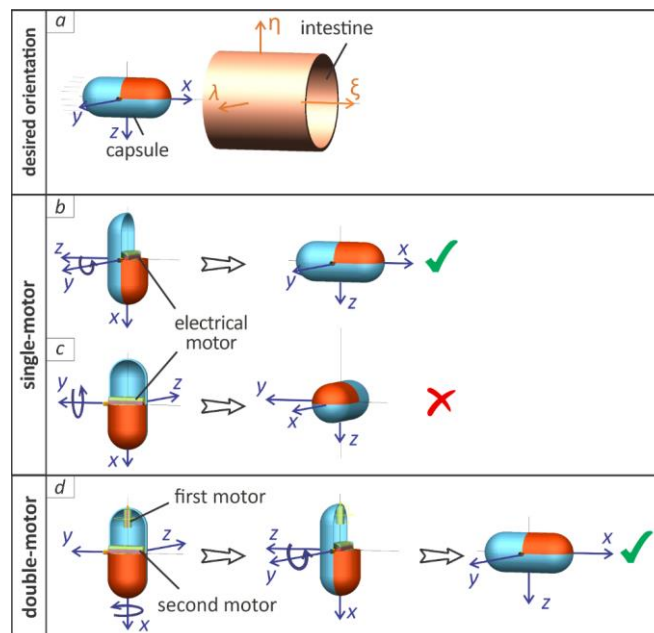 desired orientation
a
intestine
η
ξ
λ
x
y
z
capsule
single-motor
b
z
y
x
x
y
z
electrical
motor
c
y
z
x
y
x
z
double-motor
d
first motor
y
z
second motor
x
z
y
x
x
y
z